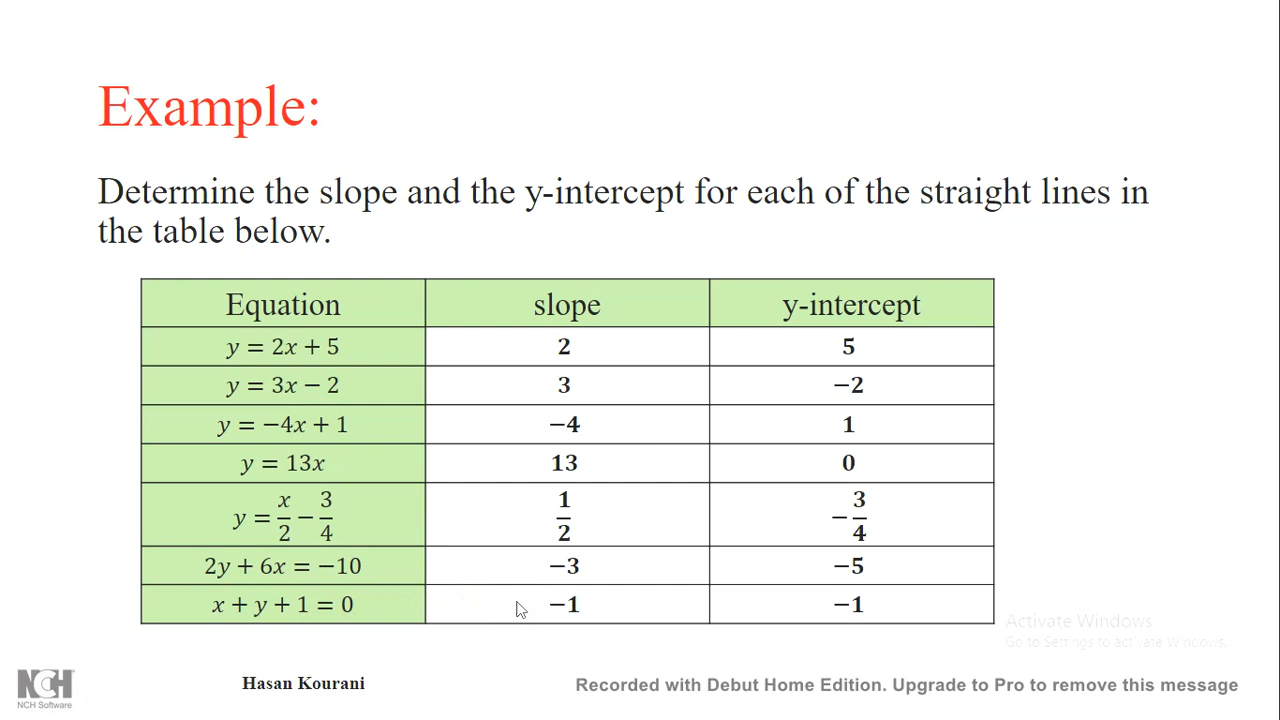 Example:
Determine the slope and the y-intercept for each of the straight lines in
the table below.
Equation slope y-intercept
y = 2x + 5 2 5
y = 3x − 2 3 −2
y = −4x + 1 −4 1
y = 13x 13 0
y = x/2 − 3/4 1/2 −3/4
2y + 6x = −10 −3 −5
x + y + 1 = 0 −1 −1
Activate Windows
Go to Settings to activate Windows.
NCH
NCH Software
Hasan Kourani
Recorded with Debut Home Edition. Upgrade to Pro to remove this message